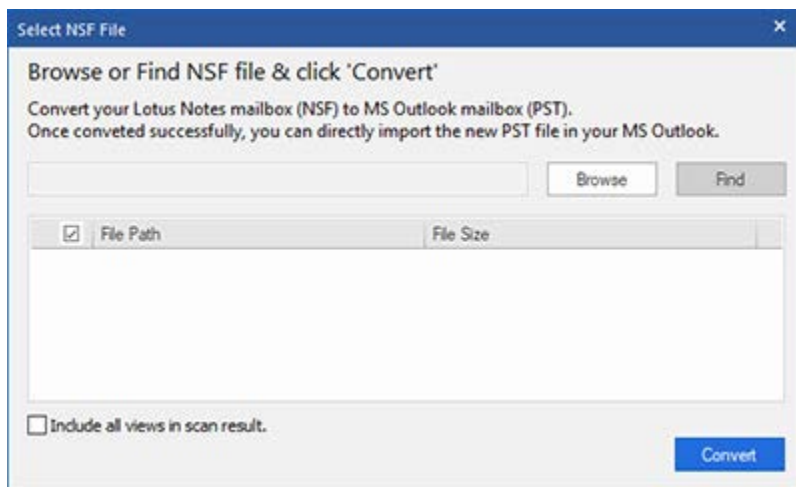 Select NSF File
Browse or Find NSF file & click 'Convert'
Convert your Lotus Notes mailbox (NSF) to MS Outlook mailbox (PST).
Once conveted successfully, you can directly import the new PST file in your MS Outlook.
Browse Find
File Path File Size
Include all views in scan result.
Convert